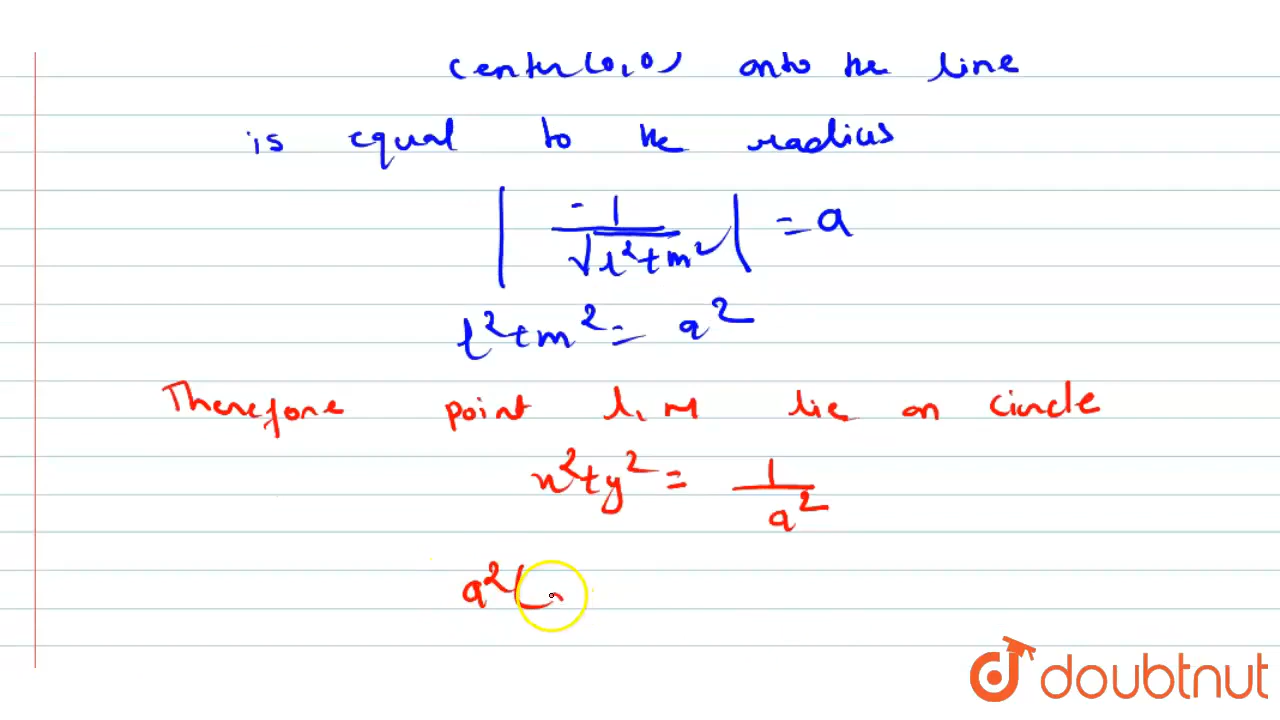 center(0,0) onto the line
is equal to the radius
| -1/√l²+m² | = a
l²+m² = a²
Therefore point l, M lie on circle
x²+y² = 1/a²
a²(
doubtnut